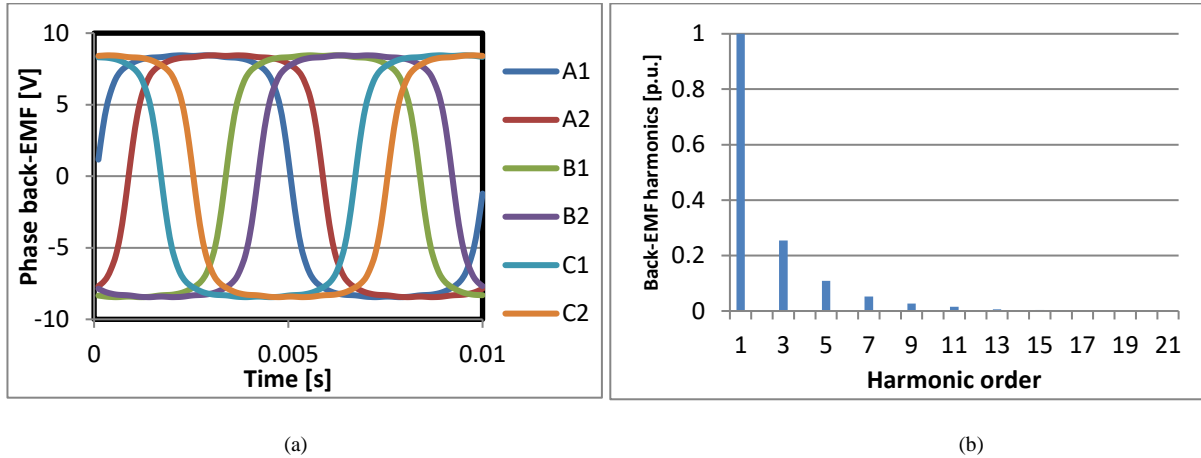 Phase back-EMF [V]
10
5
0
-5
-10
0
0.005
0.01
Time [s]
A1
A2
B1
B2
C1
C2
(a)
Back-EMF harmonics [p.u.]
1
0.8
0.6
0.4
0.2
0
1 3 5 7 9 11 13 15 17 19 21
Harmonic order
(b)